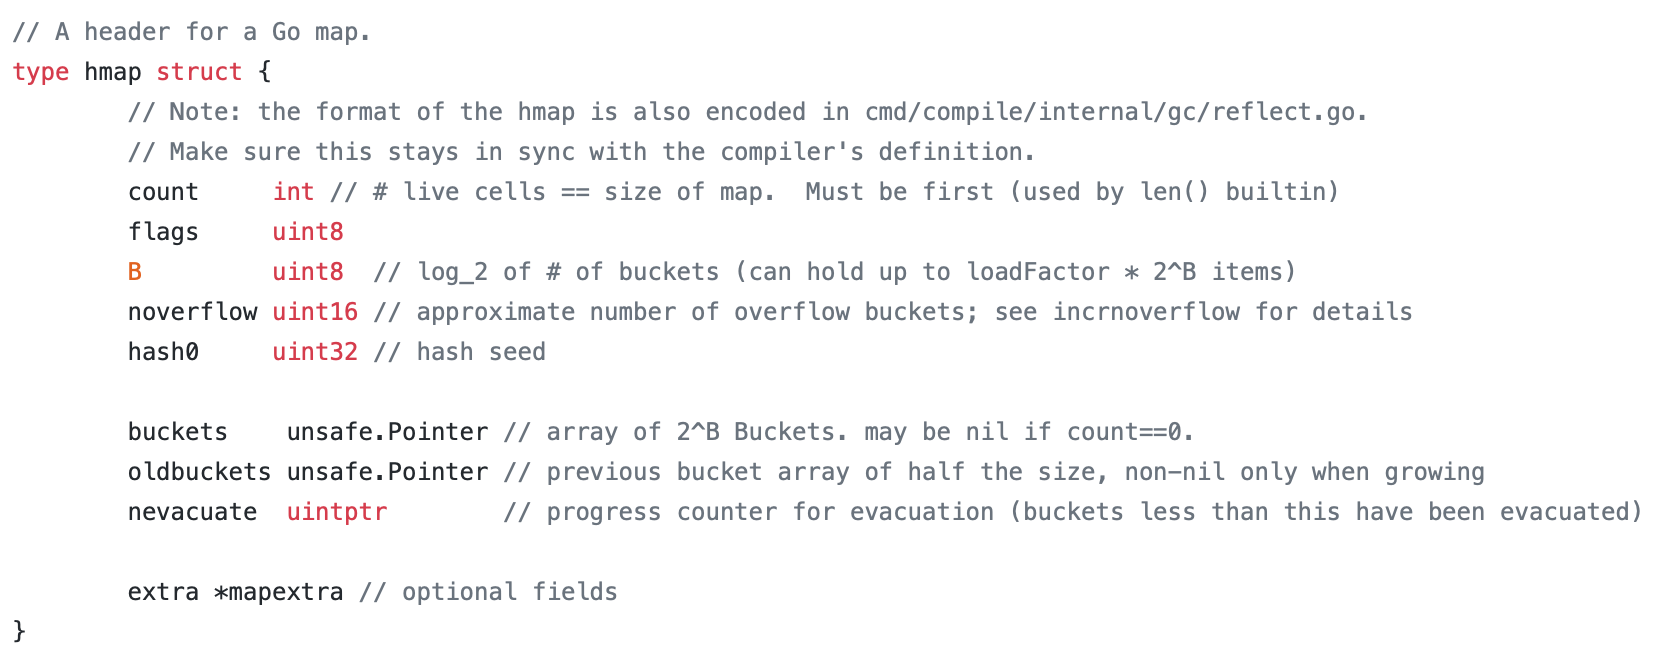 // A header for a Go map.
type hmap struct {
// Note: the format of the hmap is also encoded in cmd/compile/internal/gc/reflect.go.
// Make sure this stays in sync with the compiler's definition.
count     int // # live cells == size of map.  Must be first (used by len() builtin)
flags     uint8
B         uint8  // log_2 of # of buckets (can hold up to loadFactor * 2^B items)
noverflow uint16 // approximate number of overflow buckets; see incrnoverflow for details
hash0     uint32 // hash seed
buckets    unsafe.Pointer // array of 2^B Buckets. may be nil if count==0.
oldbuckets unsafe.Pointer // previous bucket array of half the size, non-nil only when growing
nevacuate  uintptr        // progress counter for evacuation (buckets less than this have been evacuated)
extra *mapextra // optional fields
}